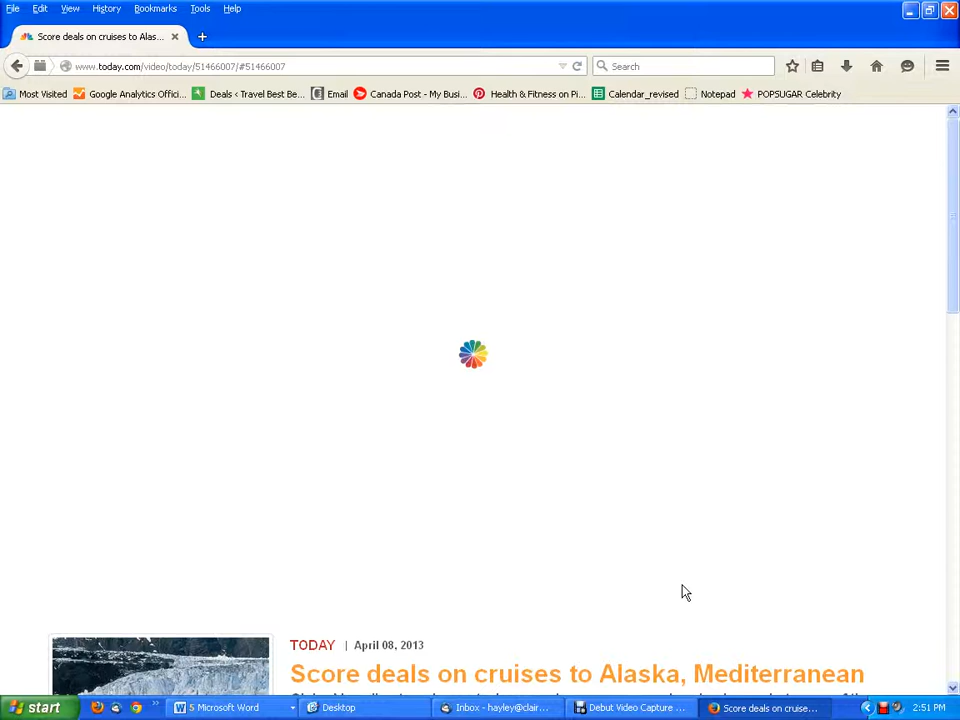 File Edit View History Bookmarks Tools Help
Score deals on cruises to Alas...
www.today.com/video/today/51466007/#51466007
Search
Most Visited Google Analytics Offici... Deals ‹ Travel Best Be... Email Canada Post - My Busi... Health & Fitness on Pi... Calendar_revised Notepad POPSUGAR Celebrity
TODAY | April 08, 2013
Score deals on cruises to Alaska, Mediterranean
start 5 Microsoft Word Desktop Inbox - hayley@clair... Debut Video Capture ... Score deals on cruise... 2:51 PM